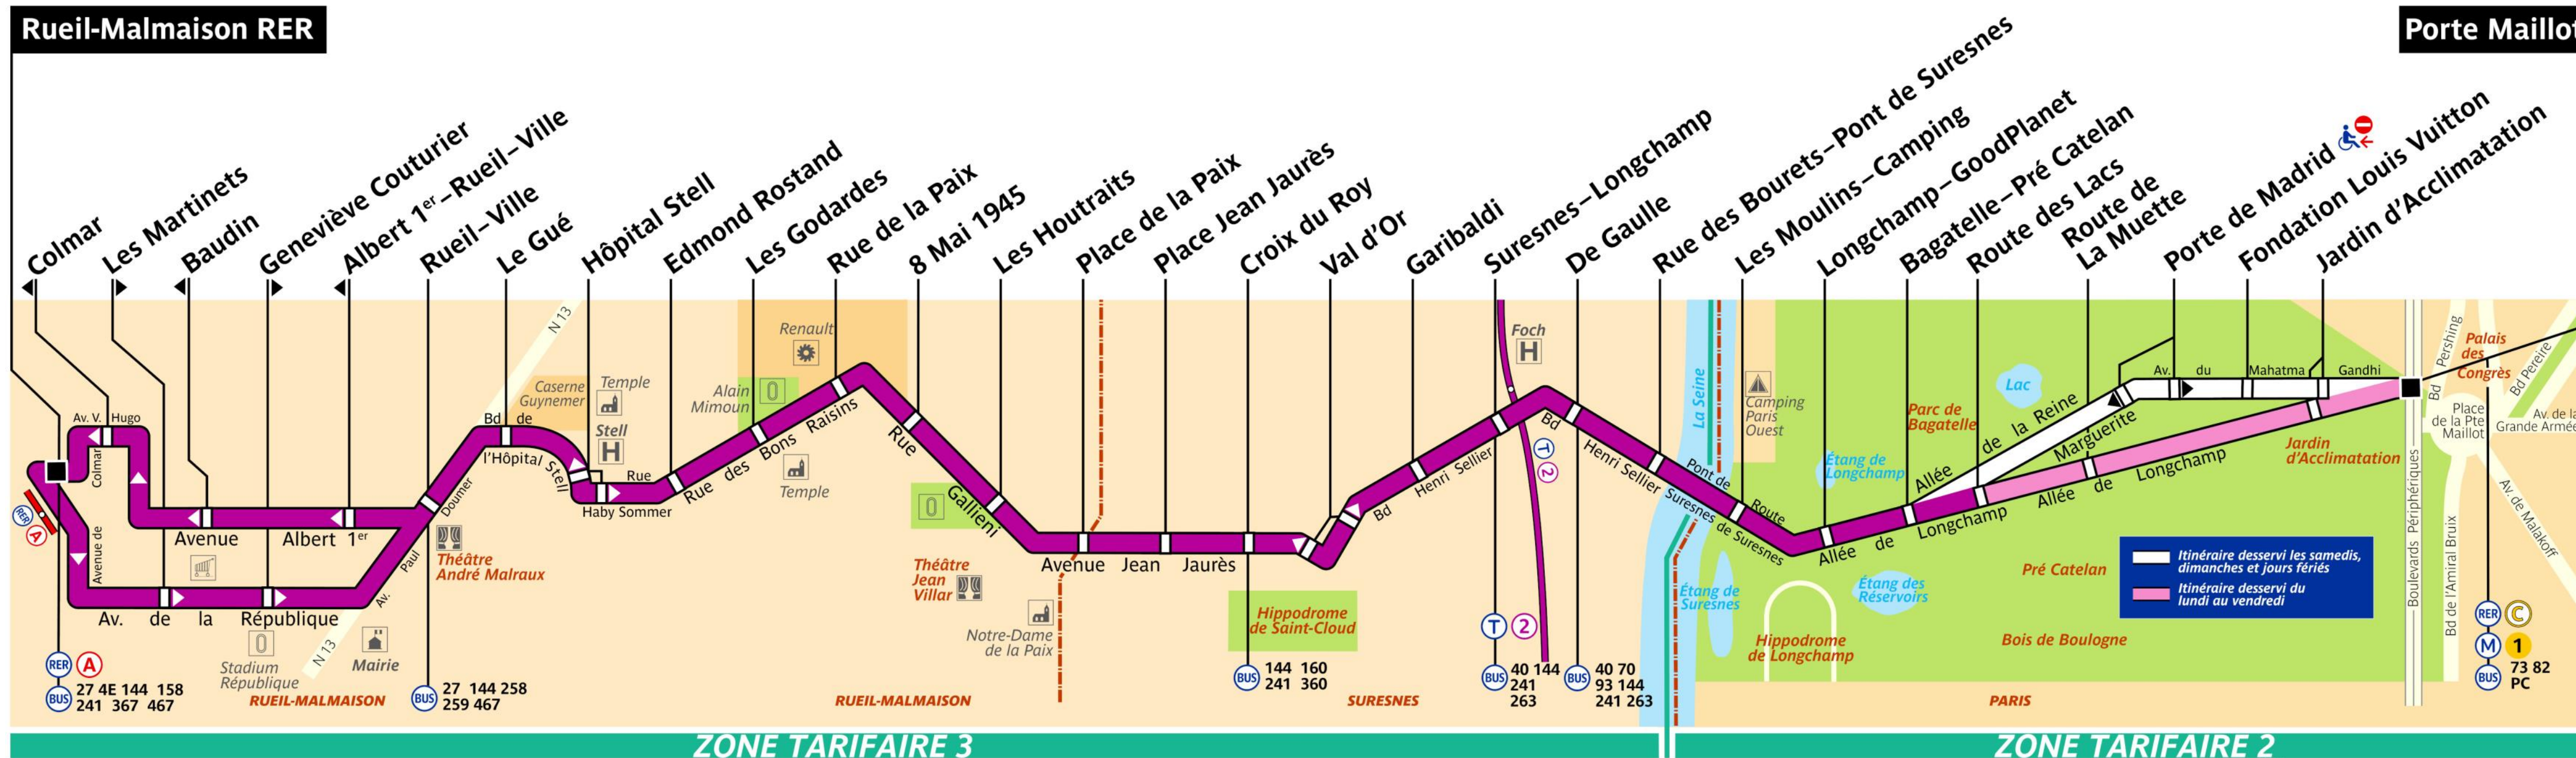 Rueil-Malmaison RER
Porte Maillot
Colmar
Les Martinets
Baudin
Geneviève Couturier
Albert 1er–Rueil–Ville
Rueil–Ville
Le Gué
Hôpital Stell
Edmond Rostand
Les Godardes
Rue de la Paix
8 Mai 1945
Les Houtraits
Place de la Paix
Place Jean Jaurès
Croix du Roy
Val d'Or
Garibaldi
Suresnes–Longchamp
De Gaulle
Rue des Bourets–Pont de Suresnes
Les Moulins–Camping
Longchamp–GoodPlanet
Bagatelle–Pré Catelan
Route des Lacs
Route de
La Muette
Porte de Madrid
Fondation Louis Vuitton
Jardin d'Acclimatation
Av. V. Hugo
Colmar
Avenue de
RER
A
Avenue Albert 1er
Av. de la République
Av. Paul Doumer
N 13
N 13
Stadium
République
Mairie
Théâtre
André Malraux
Bd de
l'Hôpital Stell
Caserne
Guynemer
Temple
Stell
H
Rue
Haby Sommer
Rue des Bons Raisins
Alain
Mimoun
Renault
Temple
Rue Gallieni
Théâtre
Jean
Villar
Notre-Dame
de la Paix
Avenue Jean Jaurès
Hippodrome
de Saint-Cloud
Bd Henri Sellier
Foch
H
T
2
Bd Henri Sellier
La Seine
Pont de
Suresnes
Route
de Suresnes
Camping
Paris
Ouest
Étang de
Suresnes
Étang de
Longchamp
Parc de
Bagatelle
Lac
Allée de Longchamp
Allée de la Reine
Marguerite
Allée de Longchamp
Av. du Mahatma Gandhi
Étang des
Réservoirs
Hippodrome
de Longchamp
Pré Catelan
Bois de Boulogne
Jardin
d'Acclimatation
Itinéraire desservi les samedis,
dimanches et jours fériés
Itinéraire desservi du
lundi au vendredi
Boulevards Périphériques
Bd de l'Amiral Bruix
Bd Pershing
Palais
des
Congrès
Bd Pereire
Place
de la Pte
Maillot
Av. de la
Grande Armée
Av. de Malakoff
RER A
BUS 27 4E 144 158
241 367 467
BUS 27 144 258
259 467
BUS 144 160
241 360
T 2
BUS 40 144
241
263
BUS 40 70
93 144
241 263
RER C
M 1
BUS 73 82
PC
RUEIL-MALMAISON
RUEIL-MALMAISON
SURESNES
PARIS
ZONE TARIFAIRE 3
ZONE TARIFAIRE 2